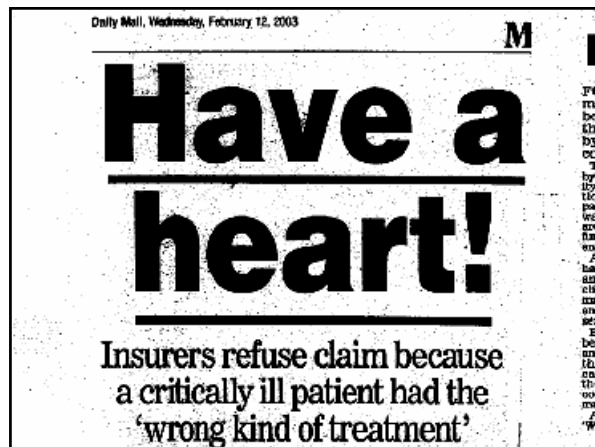 Daily Mail, Wednesday, February 12, 2003
M
Have a
heart!
Insurers refuse claim because
a critically ill patient had the
‘wrong kind of treatment’